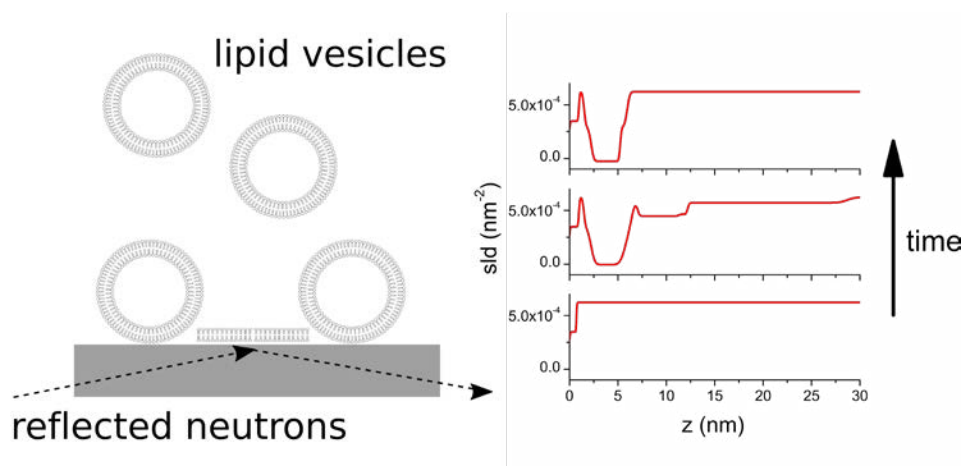 lipid vesicles
reflected neutrons
sld (nm⁻²)
5.0x10⁻⁴
0.0
5.0x10⁻⁴
0.0
5.0x10⁻⁴
0.0
0 5 10 15 20 25 30
z (nm)
time